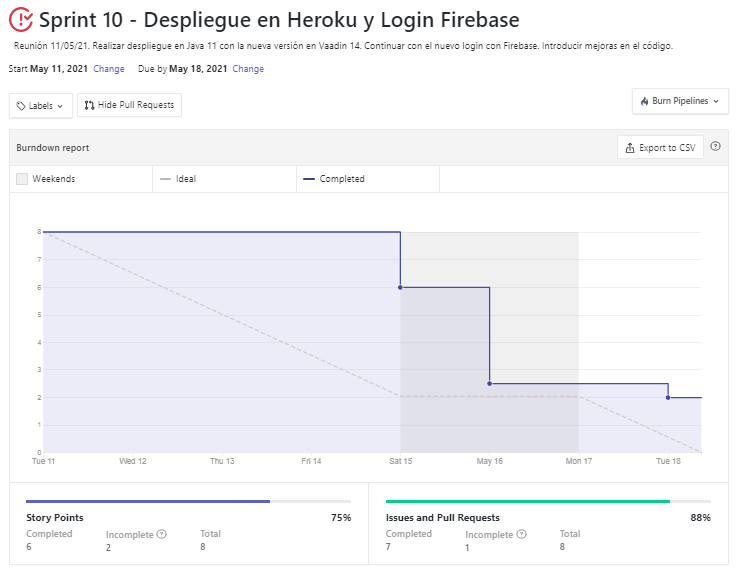 Sprint 10 - Despliegue en Heroku y Login Firebase
Reunión 11/05/21. Realizar despliegue en Java 11 con la nueva versión en Vaadin 14. Continuar con el nuevo login con Firebase. Introducir mejoras en el código.
Start May 11, 2021 Change Due by May 18, 2021 Change
Labels Hide Pull Requests Burn Pipelines
Burndown report Export to CSV
Weekends Ideal Completed
8
7
6
5
4
3
2
1
0
Tue 11 Wed 12 Thu 13 Fri 14 Sat 15 May 16 Mon 17 Tue 18
Story Points 75%
Completed Incomplete Total
6 2 8
Issues and Pull Requests 88%
Completed Incomplete Total
7 1 8